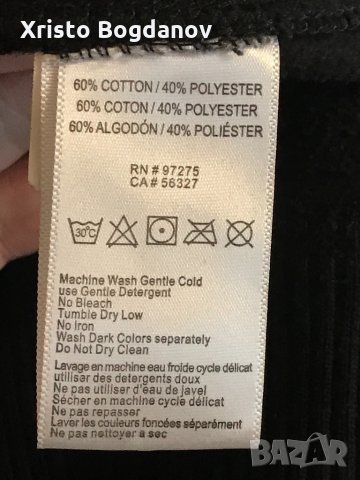 Xristo Bogdanov
60% COTTON / 40% POLYESTER
60% COTON / 40% POLYESTER
60% ALGODÓN / 40% POLIÉSTER
RN # 97275
CA # 56327
30°C
Machine Wash Gentle Cold
use Gentle Detergent
No Bleach
Tumble Dry Low
No Iron
Wash Dark Colors separately
Do Not Dry Clean
Lavage en machine eau froide cycle délicat
utiliser des detergents doux
Ne pas utiliser d'eau de javel
Sécher en machine cycle délicat
Ne pas repasser
Laver les couleurs foncées séparément
Ne pas nettoyer a sec
BAZAR